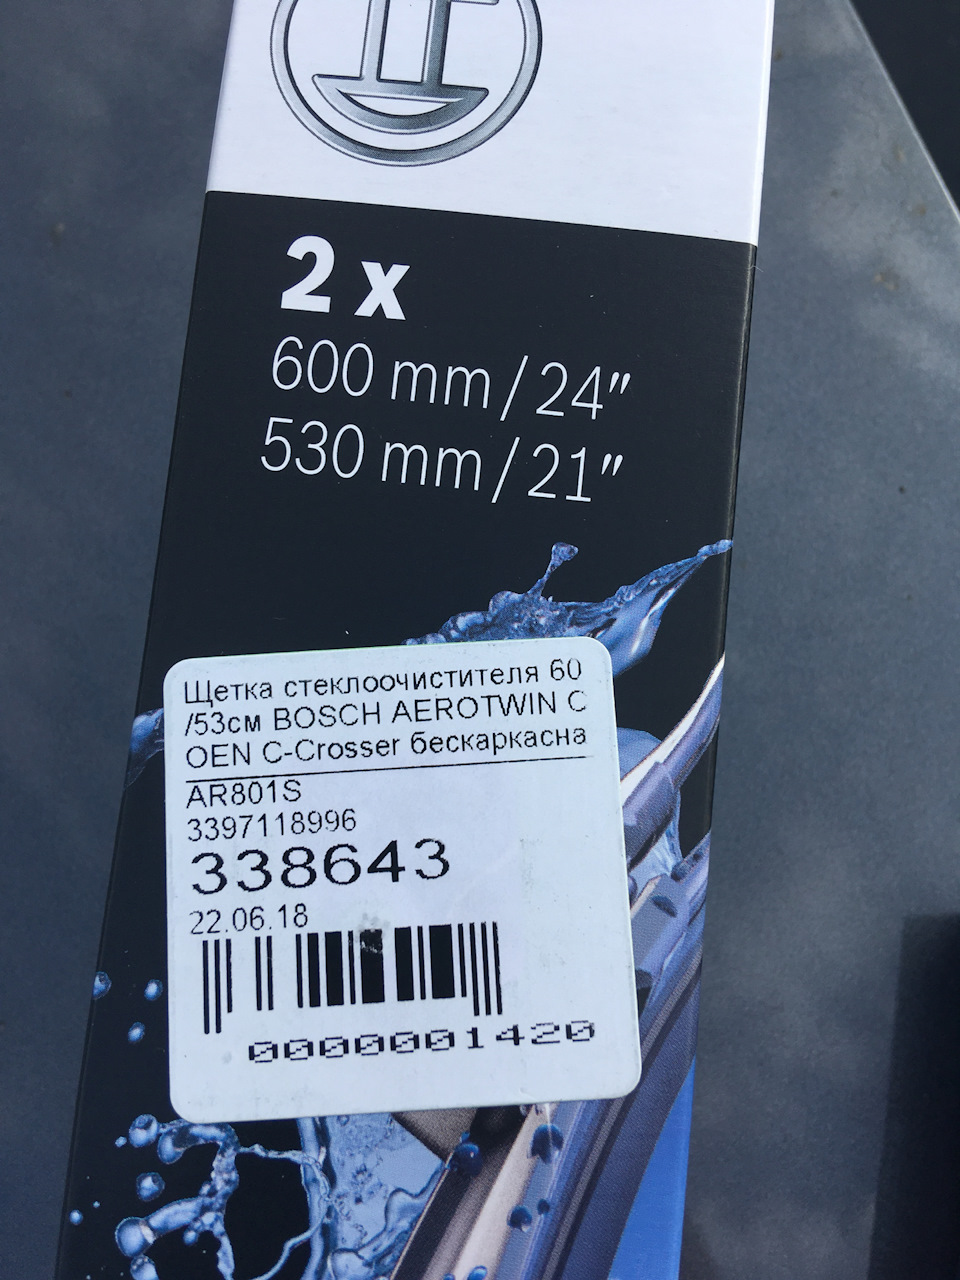 2 x
600 mm / 24"
530 mm / 21"
Щетка стеклоочистителя 60
/53см BOSCH AEROTWIN C
OEN C-Crosser бескаркасна
AR801S
3397118996
338643
22.06.18
0000001420